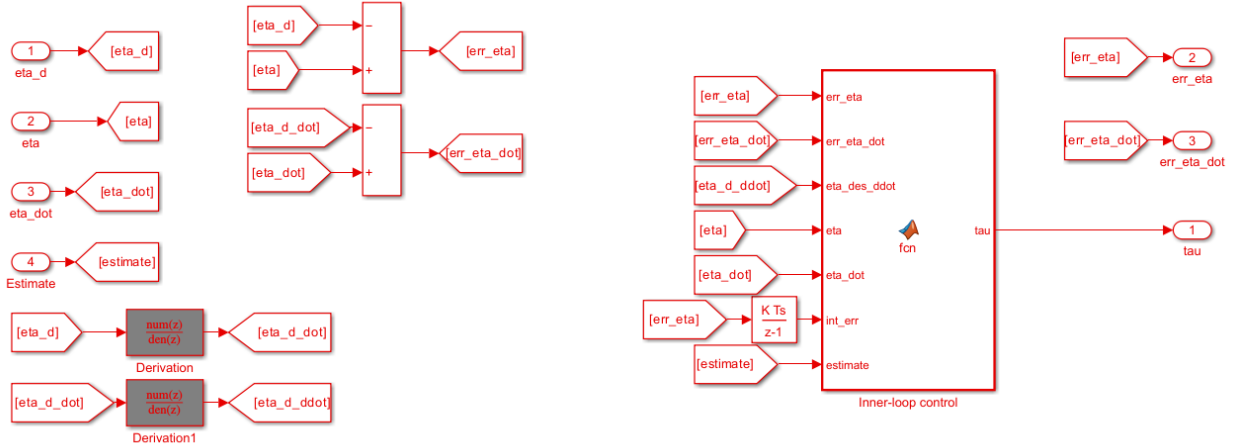 1
eta_d
[eta_d]
2
eta
[eta]
3
eta_dot
[eta_dot]
4
Estimate
[estimate]
[eta_d]
num(z)
den(z)
[eta_d_dot]
Derivation
[eta_d_dot]
num(z)
den(z)
[eta_d_ddot]
Derivation1
[eta_d]
−
[eta]
+
[err_eta]
[eta_d_dot]
−
[eta_dot]
+
[err_eta_dot]
[err_eta]
err_eta
[err_eta_dot]
err_eta_dot
[eta_d_ddot]
eta_des_ddot
[eta]
eta
[eta_dot]
eta_dot
[err_eta]
K Ts
z-1
int_err
[estimate]
estimate
fcn
tau
Inner-loop control
[err_eta]
2
err_eta
[err_eta_dot]
3
err_eta_dot
1
tau